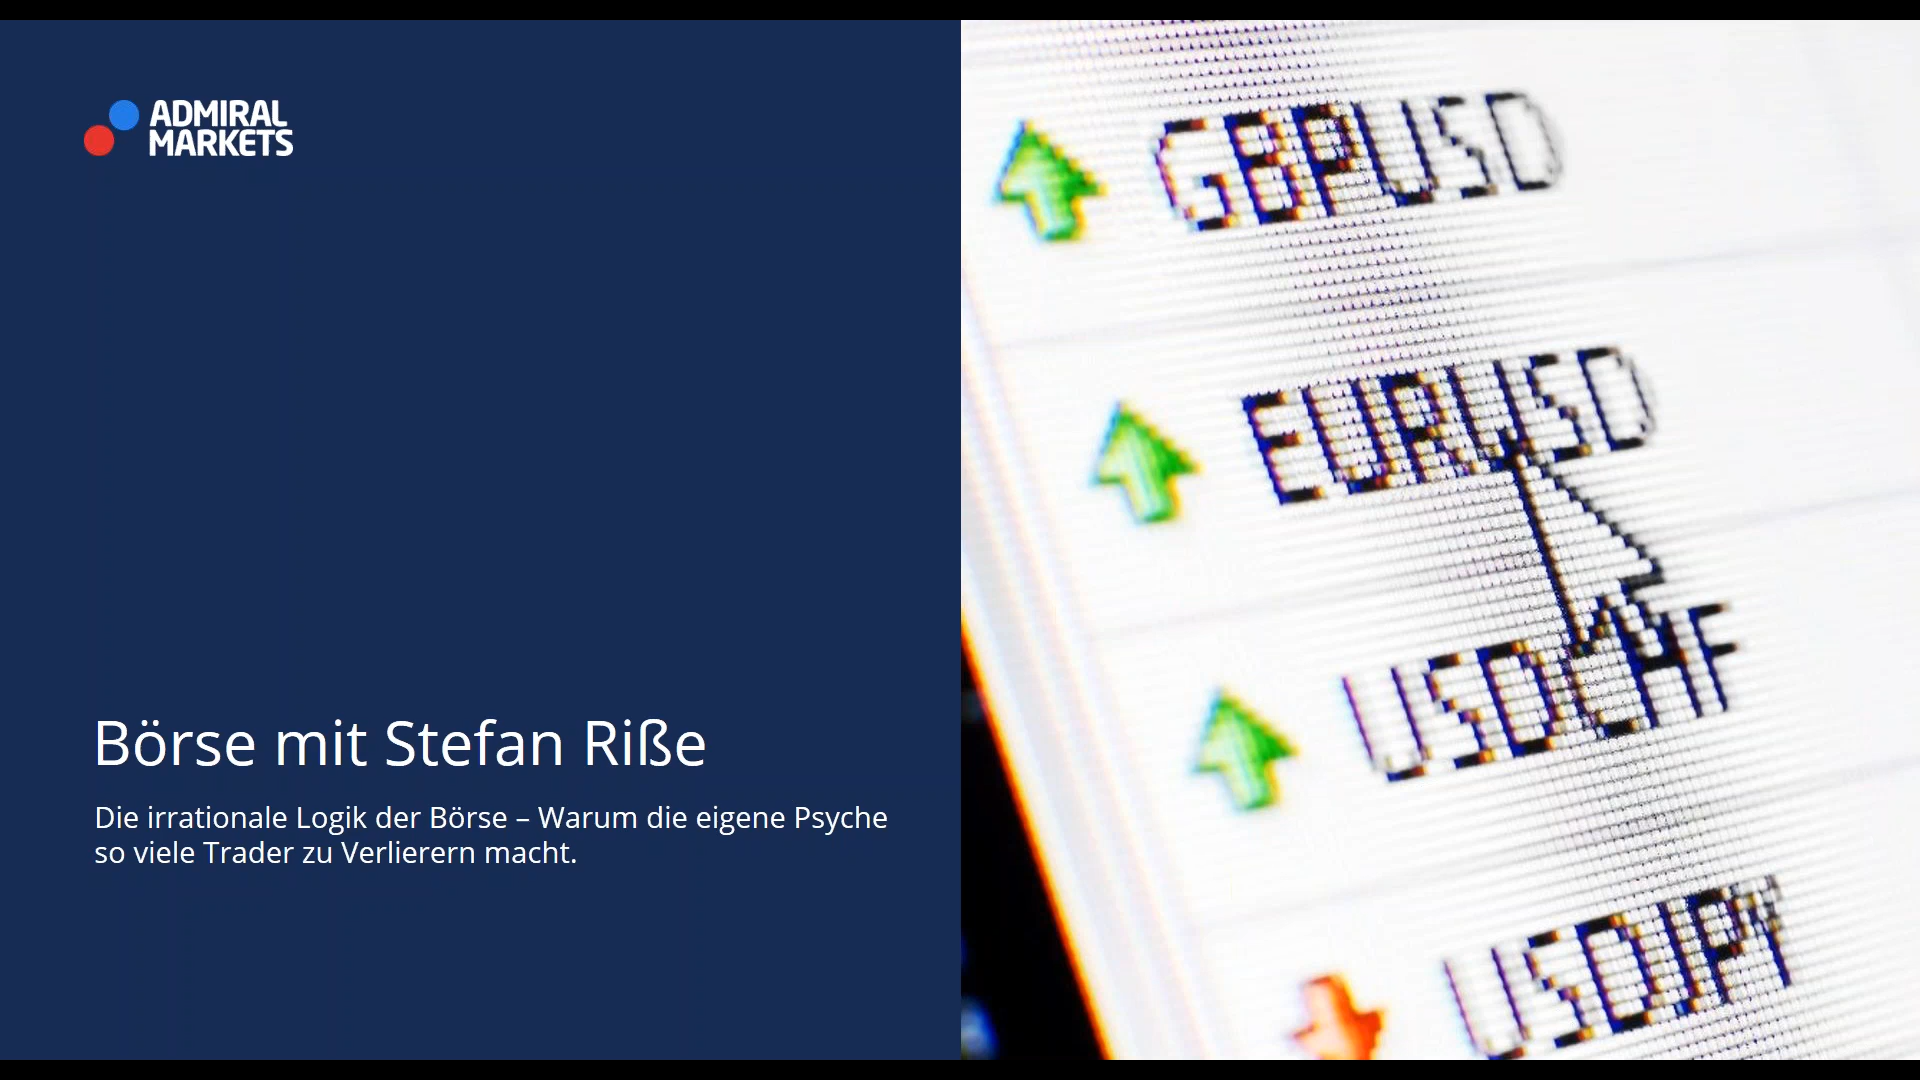 ADMIRAL
MARKETS
Börse mit Stefan Riße
Die irrationale Logik der Börse – Warum die eigene Psyche
so viele Trader zu Verlierern macht.
GBPUSD
EURUSD
USDCHF
USDJPY